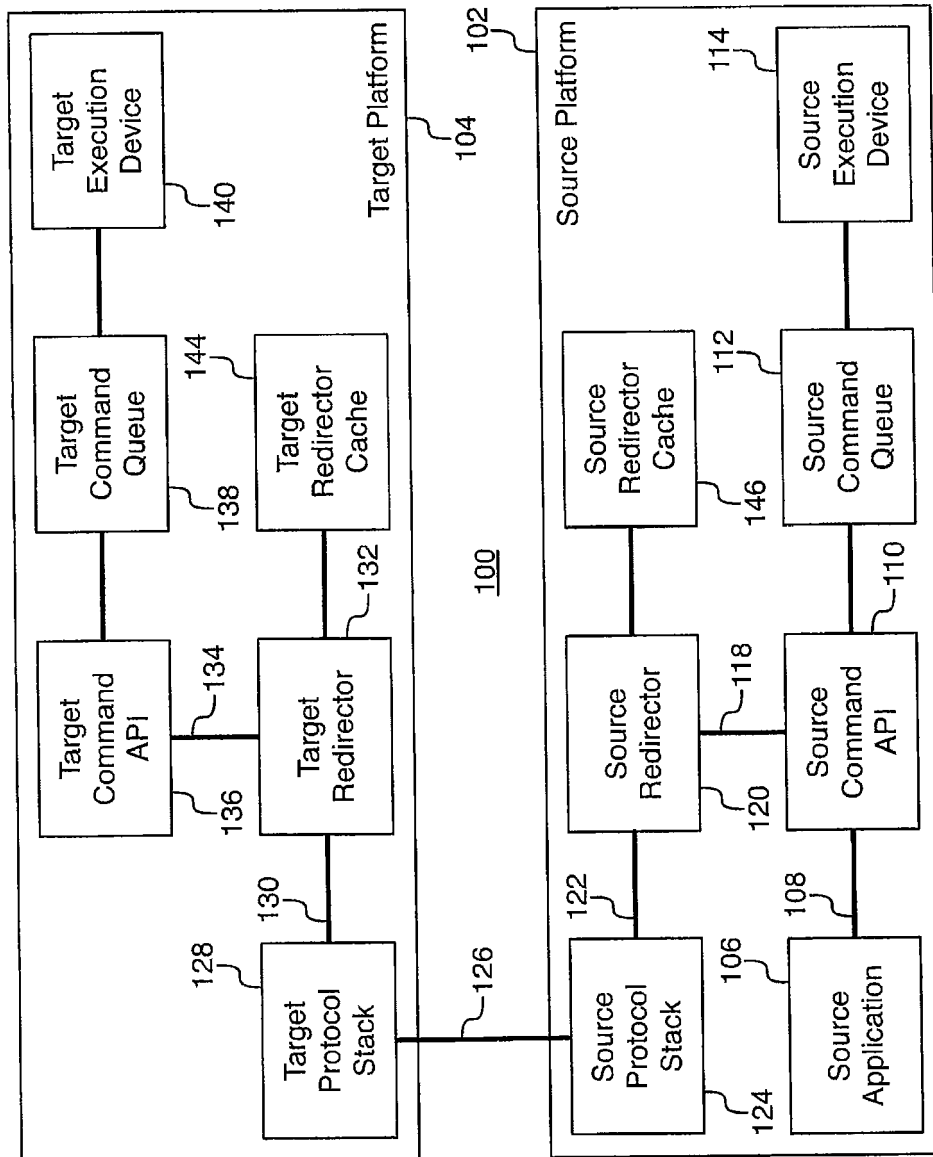 Target
Execution
Device
140
Target Platform
104
Target
Command
Queue
138
144
Target
Redirector
Cache
Target
Command
API
136
134
132
Target
Redirector
130
128
Target
Protocol
Stack
126
100
102
Source Platform
114
Source
Execution
Device
Source
Redirector
Cache
146
112
Source
Command
Queue
110
Source
Redirector
120
118
Source
Command
API
122
108
Source
Protocol
Stack
124
106
Source
Application